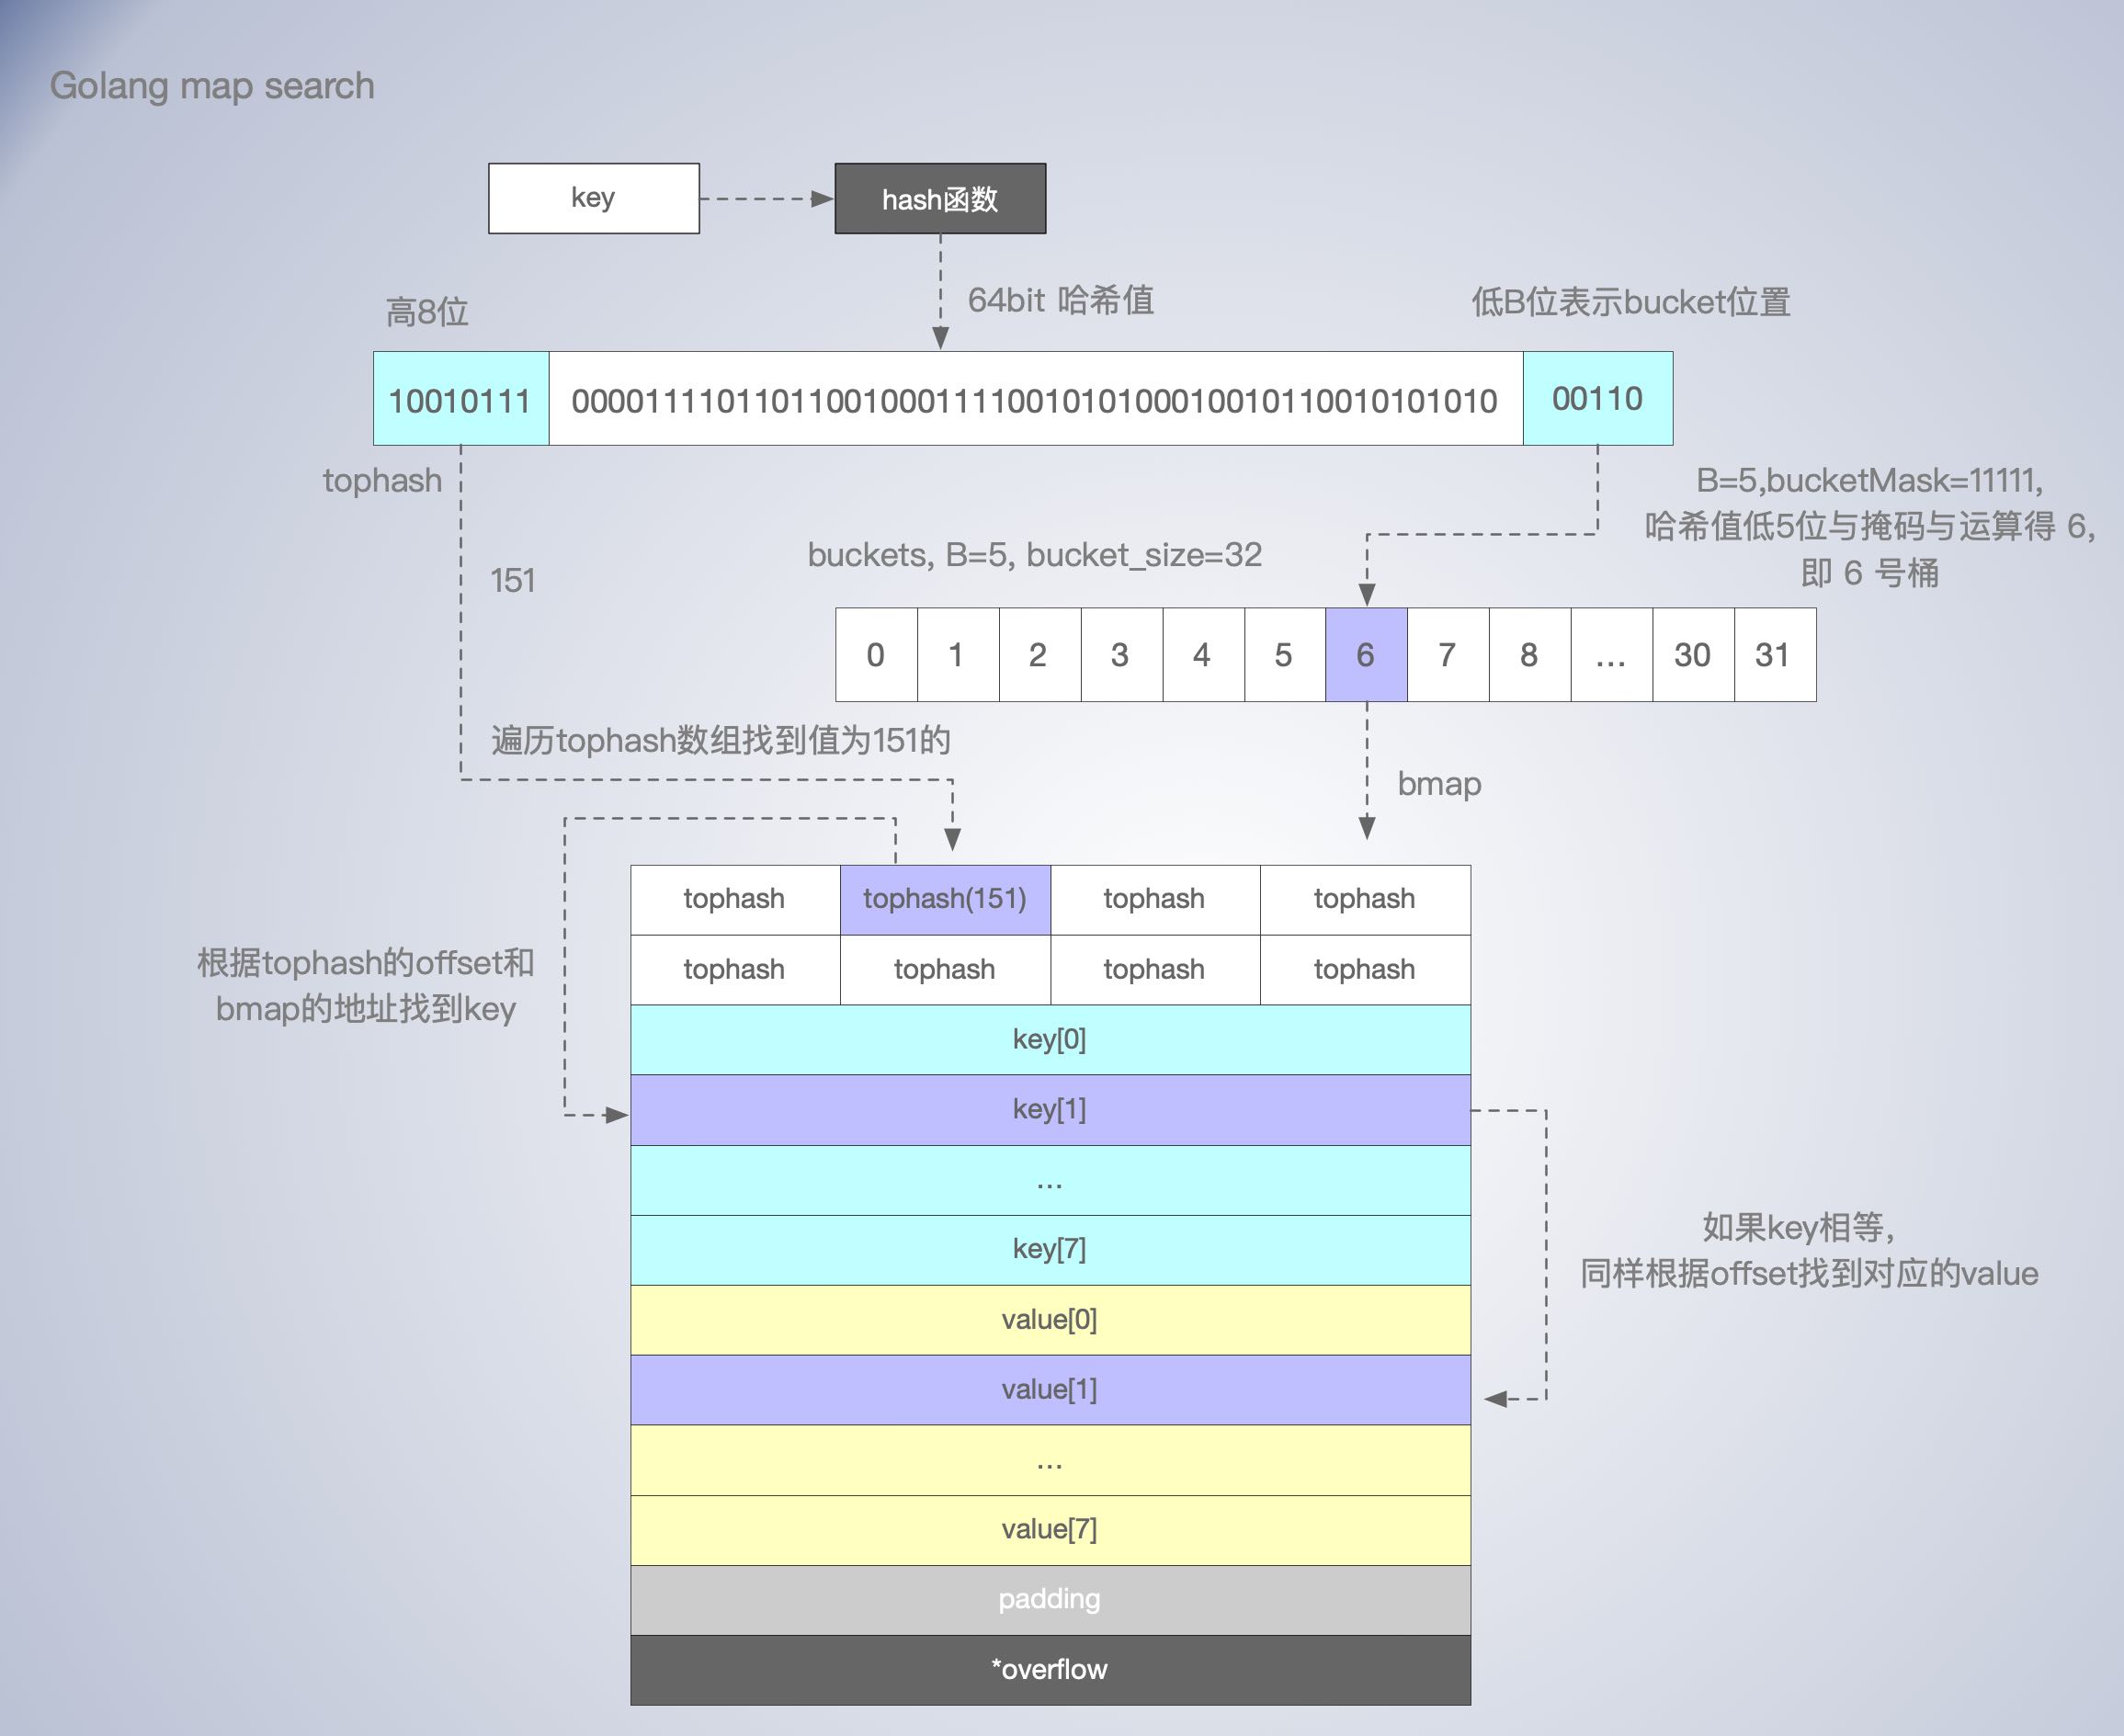 Golang map search
key
hash函数
高8位
64bit 哈希值
低B位表示bucket位置
10010111
000011110110110010001111001010100010010110010101010
00110
tophash
B=5,bucketMask=11111,
哈希值低5位与掩码与运算得 6,
即 6 号桶
buckets, B=5, bucket_size=32
151
0
1
2
3
4
5
6
7
8
...
30
31
遍历tophash数组找到值为151的
bmap
tophash
tophash(151)
tophash
tophash
tophash
tophash
tophash
tophash
根据tophash的offset和
bmap的地址找到key
key[0]
key[1]
...
key[7]
如果key相等,
同样根据offset找到对应的value
value[0]
value[1]
...
value[7]
padding
*overflow